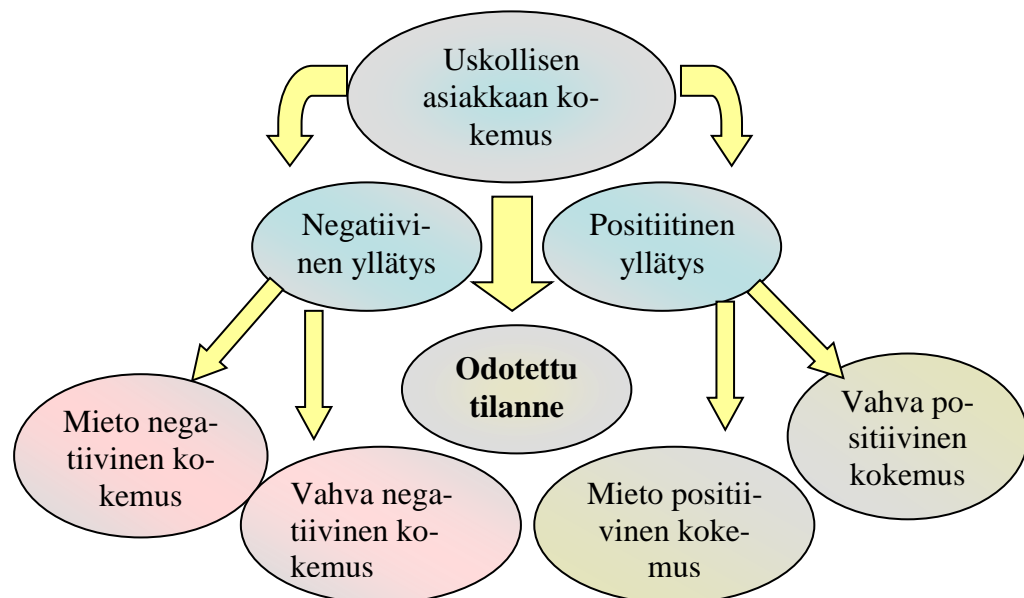 Uskollisen
asiakkaan ko-
kemus
Negatiivi-
nen yllätys
Positiitinen
yllätys
Odotettu
tilanne
Mieto nega-
tiivinen ko-
kemus
Vahva nega-
tiivinen ko-
kemus
Mieto positii-
vinen koke-
mus
Vahva po-
sitiivinen
kokemus